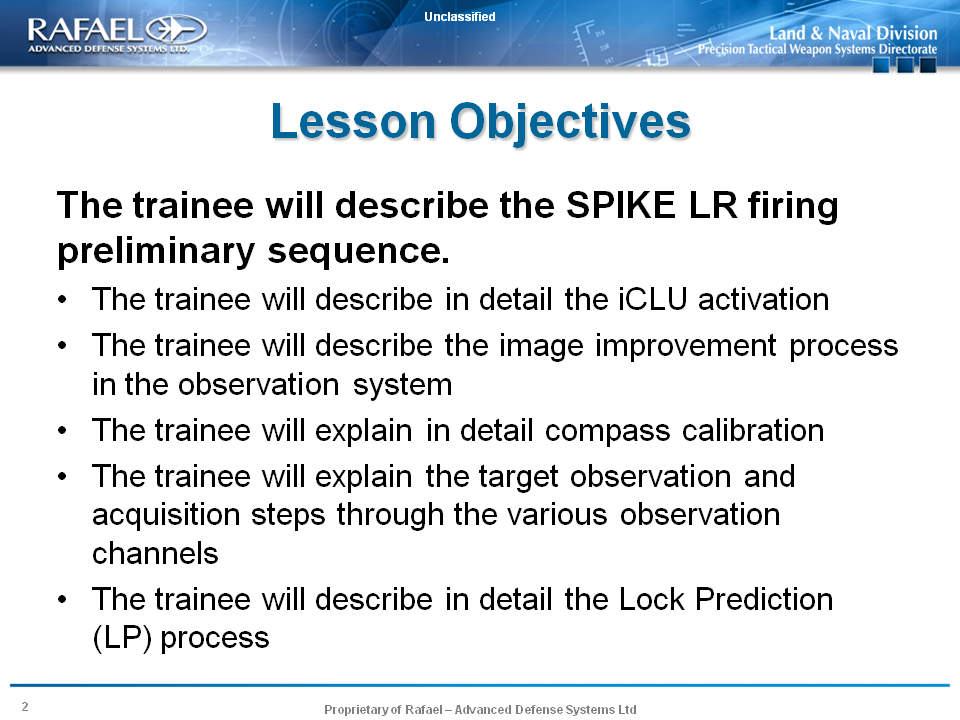 Unclassified
RAFAEL
ADVANCED DEFENSE SYSTEMS LTD.
Land & Naval Division
Precision Tactical Weapon Systems Directorate
Lesson Objectives
The trainee will describe the SPIKE LR firing
preliminary sequence.
• The trainee will describe in detail the iCLU activation
• The trainee will describe the image improvement process
in the observation system
• The trainee will explain in detail compass calibration
• The trainee will explain the target observation and
acquisition steps through the various observation
channels
• The trainee will describe in detail the Lock Prediction
(LP) process
2
Proprietary of Rafael – Advanced Defense Systems Ltd